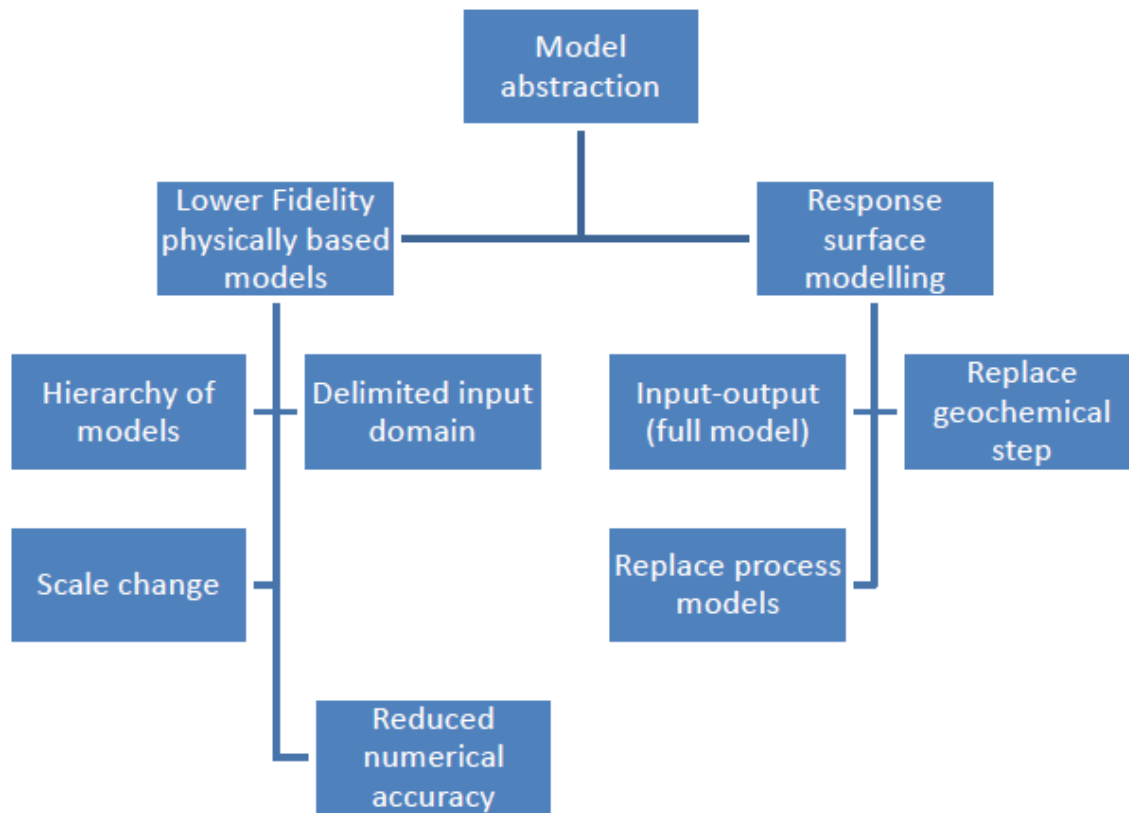 Model
abstraction
Lower Fidelity
physically based
models
Response
surface
modelling
Hierarchy of
models
Delimited input
domain
Input-output
(full model)
Replace
geochemical
step
Scale change
Replace process
models
Reduced
numerical
accuracy